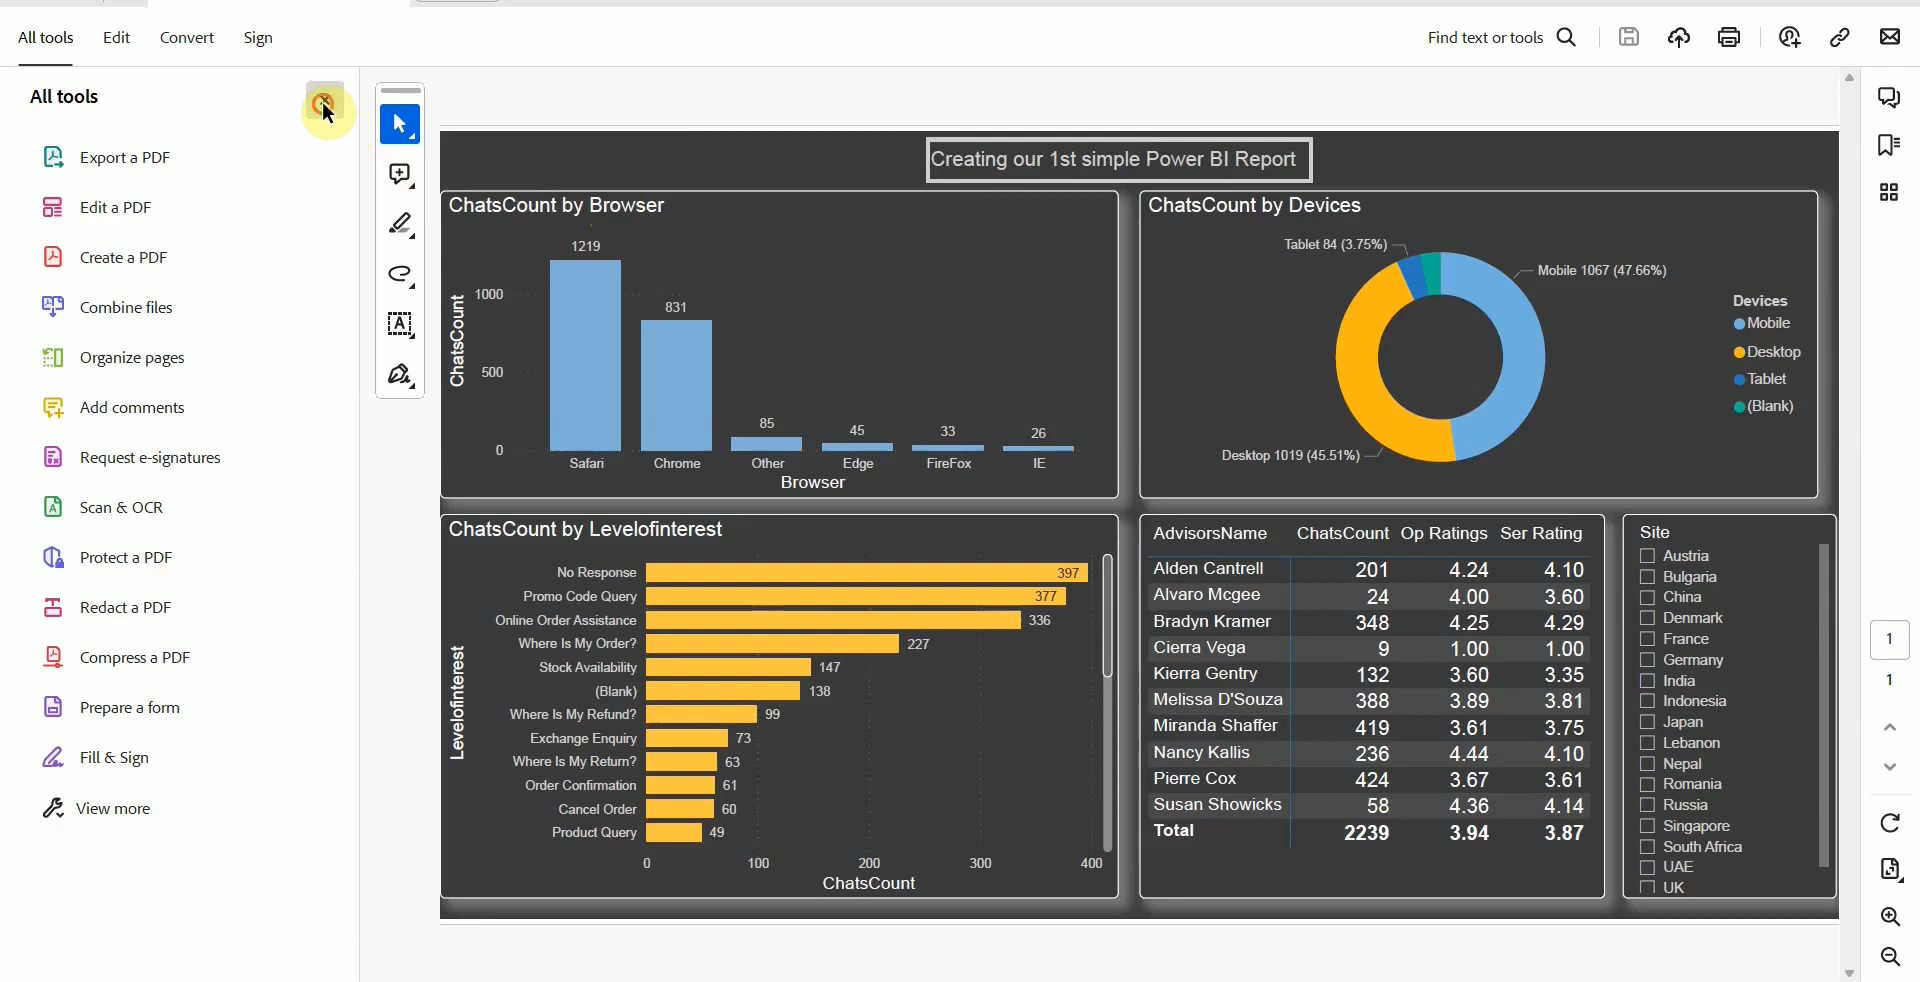 All tools
Edit
Convert
Sign
Find text or tools
All tools
Export a PDF
Edit a PDF
Create a PDF
Combine files
Organize pages
Add comments
Request e-signatures
Scan & OCR
Protect a PDF
Redact a PDF
Compress a PDF
Prepare a form
Fill & Sign
View more
Creating our 1st simple Power BI Report
ChatsCount by Browser
ChatsCount
1000
500
0
1219
831
85
45
33
26
Safari
Chrome
Other
Edge
FireFox
IE
Browser
ChatsCount by Devices
Tablet 84 (3.75%)
Mobile 1067 (47.66%)
Desktop 1019 (45.51%)
Devices
Mobile
Desktop
Tablet
(Blank)
ChatsCount by Levelofinterest
Levelofinterest
No Response 397
Promo Code Query 377
Online Order Assistance 336
Where Is My Order? 227
Stock Availability 147
(Blank) 138
Where Is My Refund? 99
Exchange Enquiry 73
Where Is My Return? 63
Order Confirmation 61
Cancel Order 60
Product Query 49
0 100 200 300 400
ChatsCount
AdvisorsName ChatsCount Op Ratings Ser Rating
Alden Cantrell 201 4.24 4.10
Alvaro Mcgee 24 4.00 3.60
Bradyn Kramer 348 4.25 4.29
Cierra Vega 9 1.00 1.00
Kierra Gentry 132 3.60 3.35
Melissa D'Souza 388 3.89 3.81
Miranda Shaffer 419 3.61 3.75
Nancy Kallis 236 4.44 4.10
Pierre Cox 424 3.67 3.61
Susan Showicks 58 4.36 4.14
Total 2239 3.94 3.87
Site
Austria
Bulgaria
China
Denmark
France
Germany
India
Indonesia
Japan
Lebanon
Nepal
Romania
Russia
Singapore
South Africa
UAE
UK
1
1